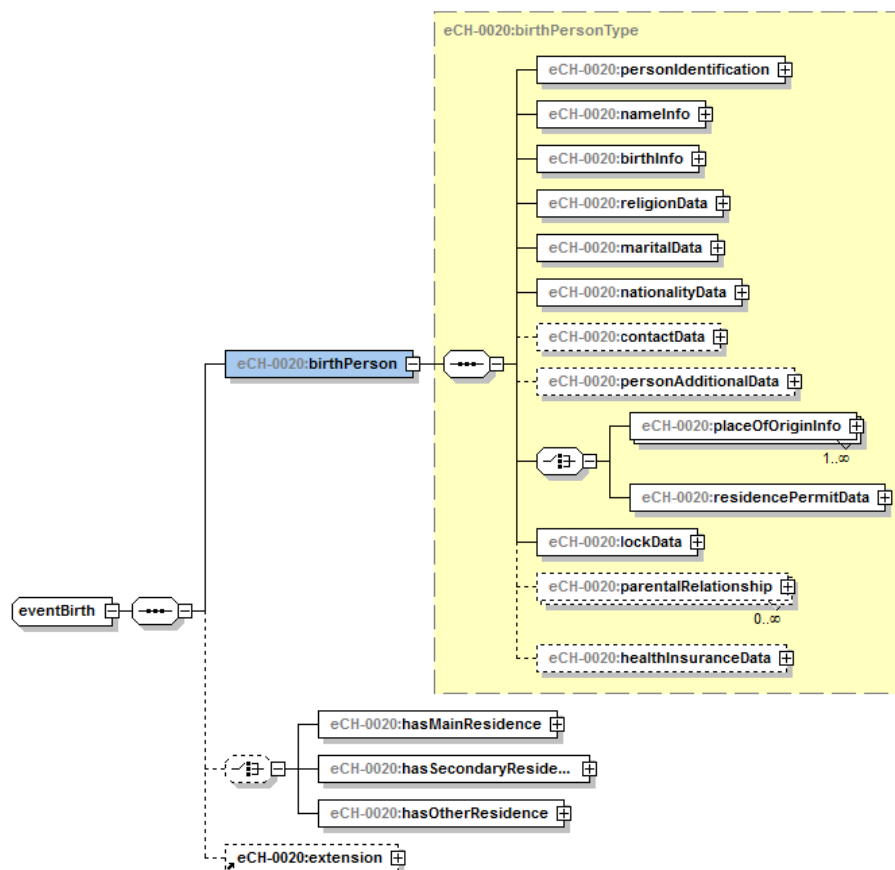 eCH-0020:birthPersonType
eCH-0020:personIdentification
eCH-0020:nameInfo
eCH-0020:birthInfo
eCH-0020:religionData
eCH-0020:maritalData
eCH-0020:nationalityData
eCH-0020:birthPerson
eCH-0020:contactData
eCH-0020:personAdditionalData
eCH-0020:placeOfOriginInfo
1..∞
eCH-0020:residencePermitData
eCH-0020:lockData
eventBirth
eCH-0020:parentalRelationship
0..∞
eCH-0020:healthInsuranceData
eCH-0020:hasMainResidence
eCH-0020:hasSecondaryReside...
eCH-0020:hasOtherResidence
eCH-0020:extension